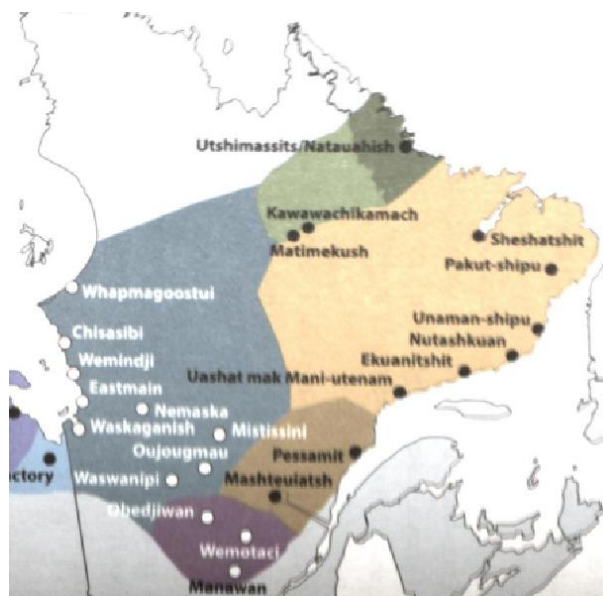 Utshimassits/Natauahish
Kawawachikamach
Matimekush
Sheshatshit
Pakut-shipu
Whapmagoostui
Unaman-shipu
Chisasibi
Nutashkuan
Wemindji
Ekuanitshit
Eastmain
Uashat mak Mani-utenam
Nemaska
Waskaganish
Mistissini
Oujougmau
Pessamit
ctory
Waswanipi
Mashteuiatsh
Obedjiwan
Wemotaci
Manawan